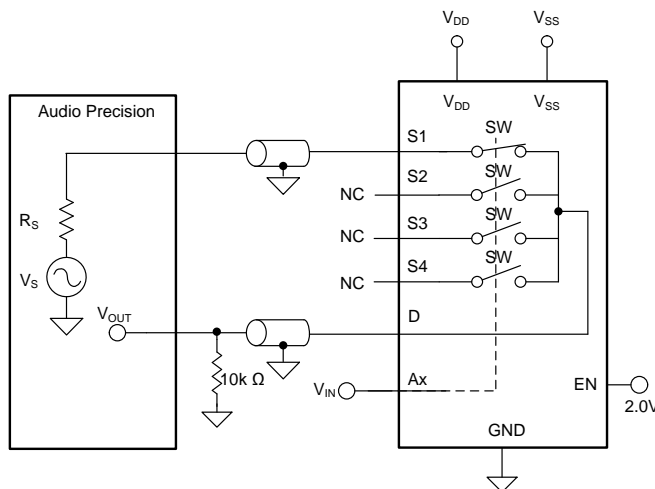 V_DD V_SS
Audio Precision
V_DD V_SS
S1 SW
S2 SW
NC
R_S
S3 SW
NC
S4 SW
V_S NC
V_OUT
D
10k Ω
V_IN Ax
EN
2.0V
GND